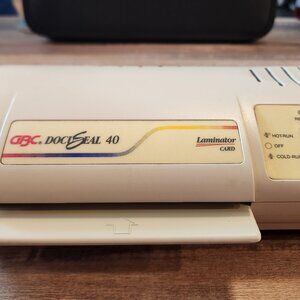 GBC DOCUSEAL 40
Laminator
CARD
HOT-RUN
OFF
COLD-RUN